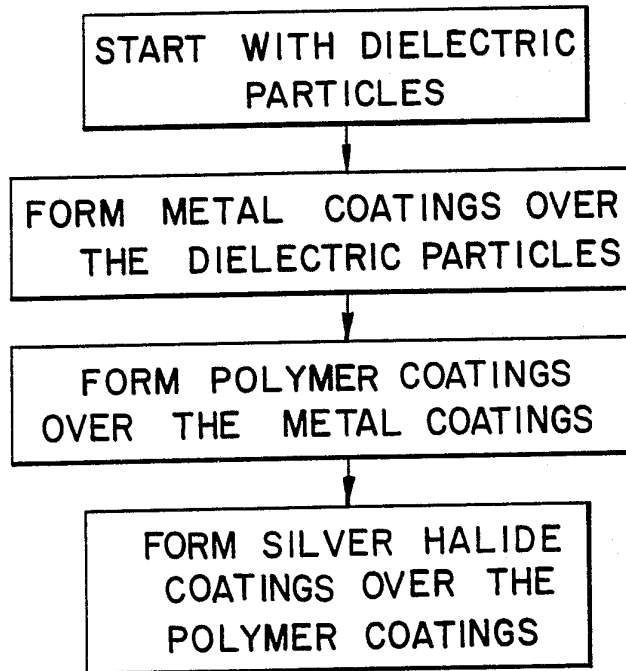 START WITH DIELECTRIC
PARTICLES
FORM METAL COATINGS OVER
THE DIELECTRIC PARTICLES
FORM POLYMER COATINGS
OVER THE METAL COATINGS
FORM SILVER HALIDE
COATINGS OVER THE
POLYMER COATINGS